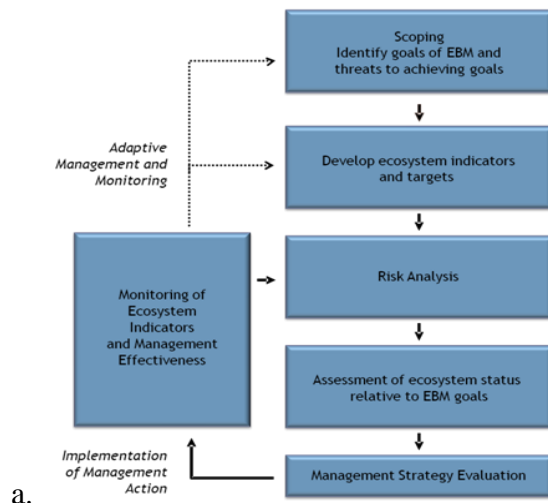 Scoping
Identify goals of EBM and
threats to achieving goals
Adaptive
Management and
Monitoring
Develop ecosystem indicators
and targets
Monitoring of
Ecosystem
Indicators
and Management
Effectiveness
Risk Analysis
Assessment of ecosystem status
relative to EBM goals
Implementation
of Management
Action
Management Strategy Evaluation
a.